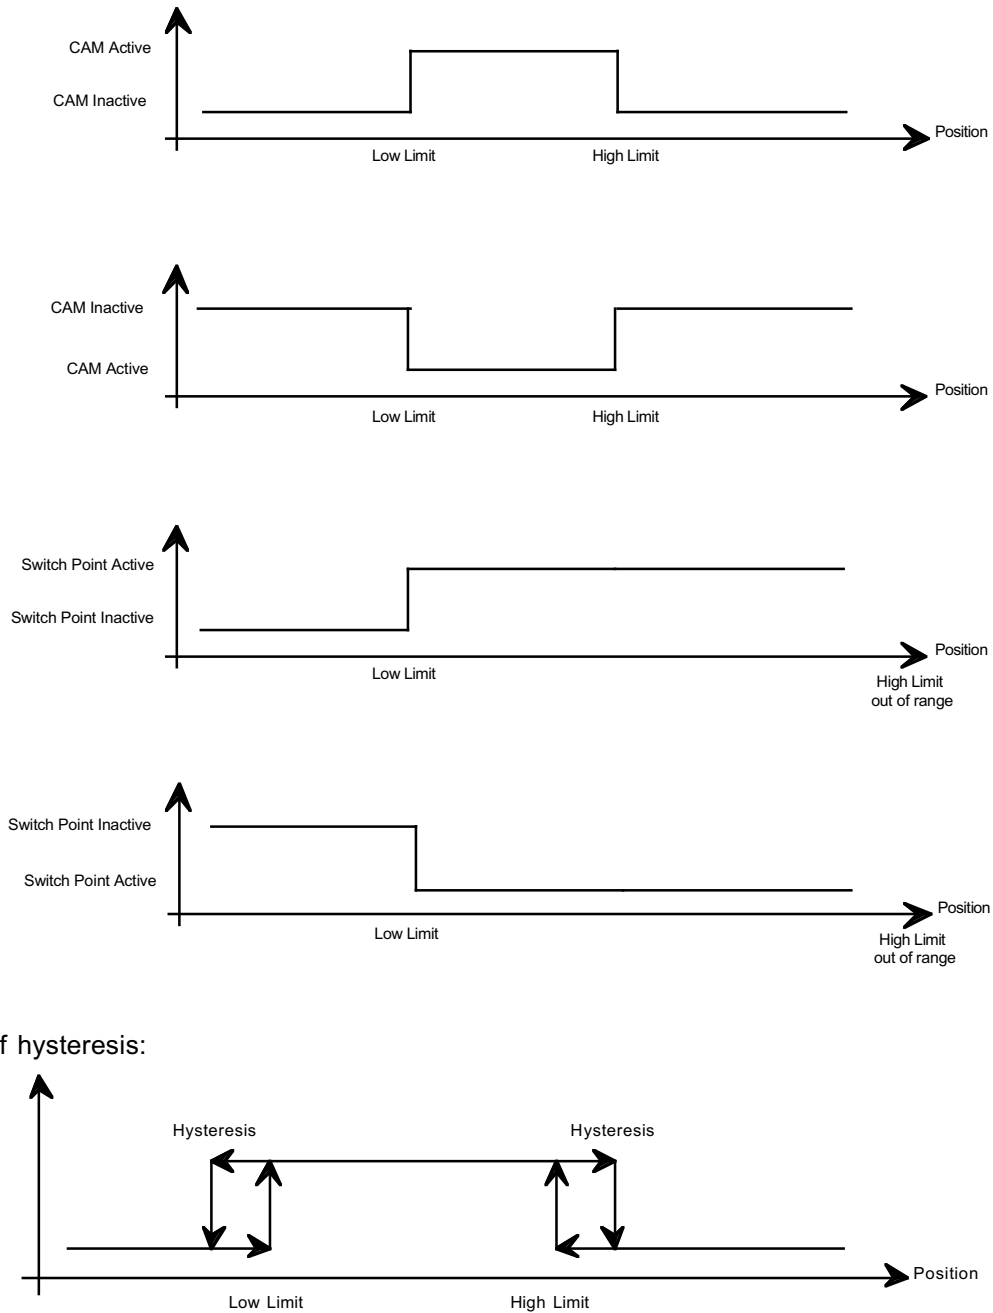 CAM Active
CAM Inactive
Position
Low Limit
High Limit
CAM Inactive
CAM Active
Position
Low Limit
High Limit
Switch Point Active
Switch Point Inactive
Position
Low Limit
High Limit
out of range
Switch Point Inactive
Switch Point Active
Position
Low Limit
High Limit
out of range
f hysteresis:
Hysteresis
Hysteresis
Position
Low Limit
High Limit